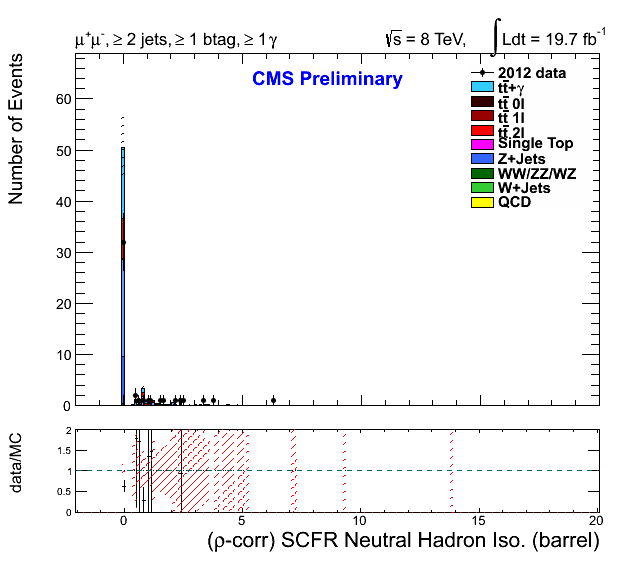 μ⁺μ⁻, ≥ 2 jets, ≥ 1 btag, ≥ 1 γ
√s = 8 TeV, ∫ Ldt = 19.7 fb⁻¹
CMS Preliminary
2012 data
tt̄+γ
tt̄ 0l
tt̄ 1l
tt̄ 2l
Single Top
Z+Jets
WW/ZZ/WZ
W+Jets
QCD
Number of Events
60
50
40
30
20
10
0
data/MC
2
1.5
1
0.5
0
0 5 10 15 20
(ρ-corr) SCFR Neutral Hadron Iso. (barrel)